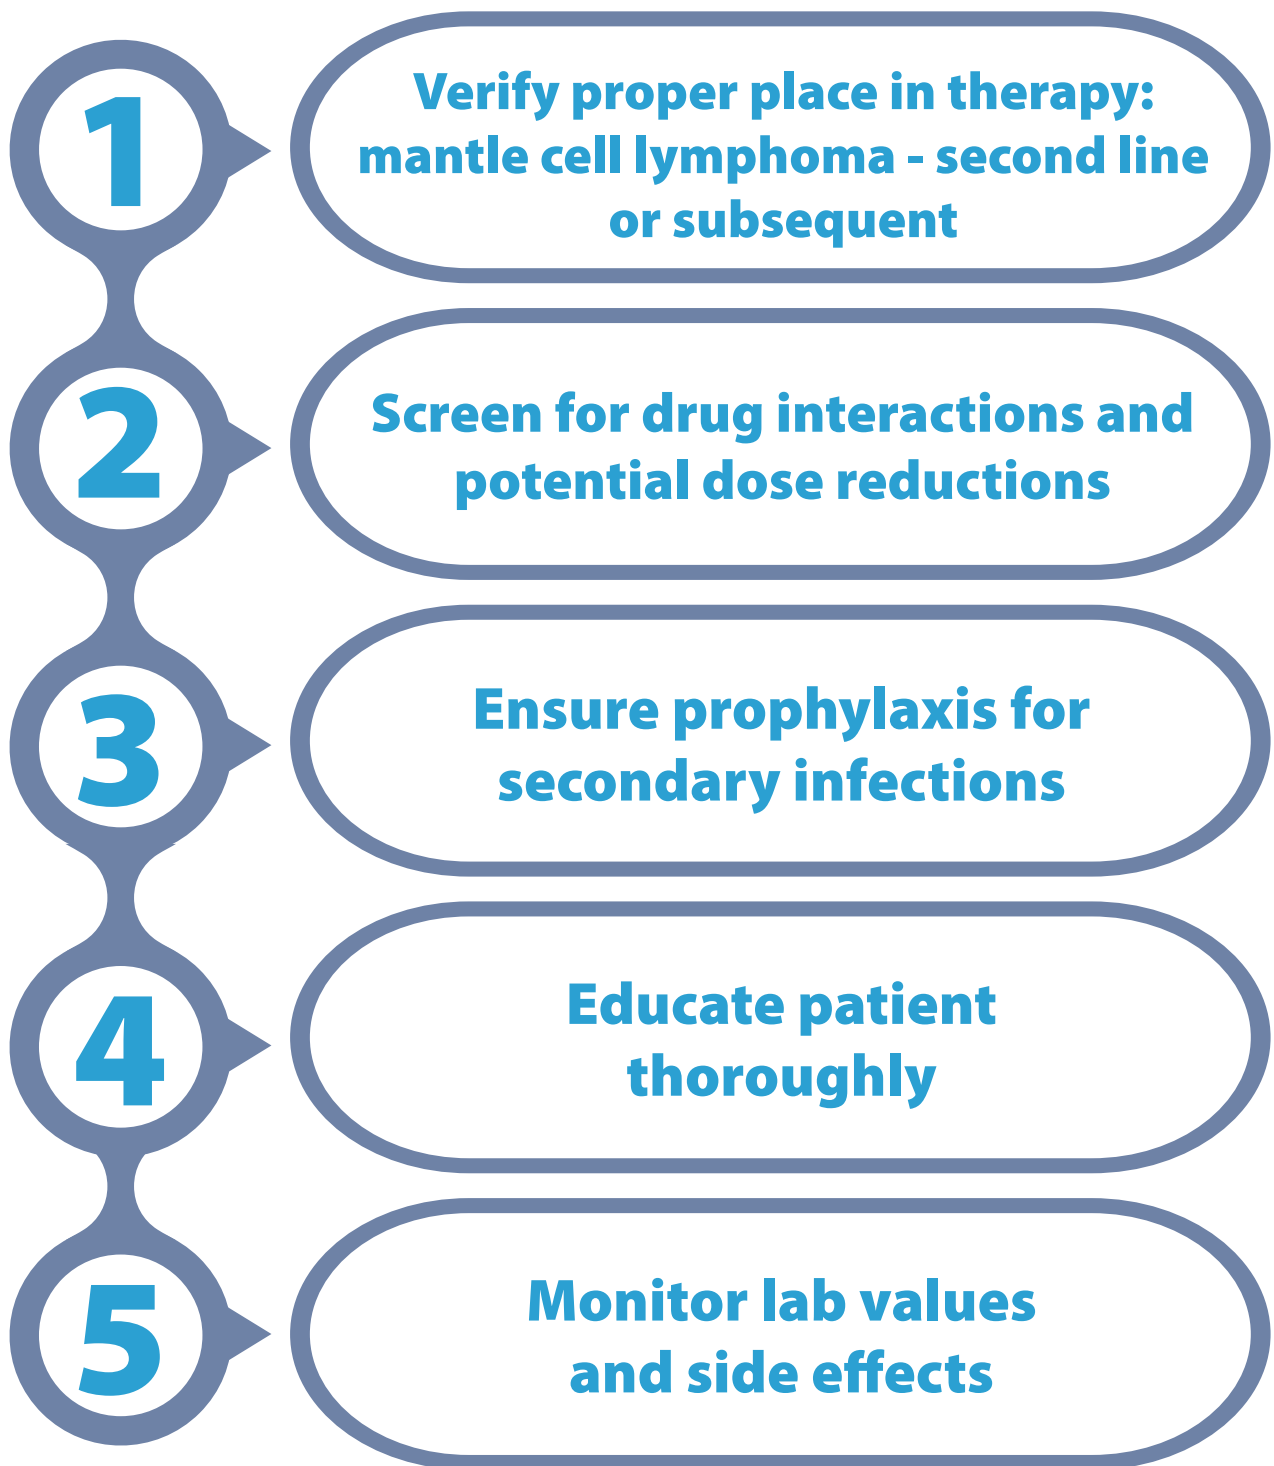 1
Verify proper place in therapy:
mantle cell lymphoma - second line
or subsequent
2
Screen for drug interactions and
potential dose reductions
3
Ensure prophylaxis for
secondary infections
4
Educate patient
thoroughly
5
Monitor lab values
and side effects